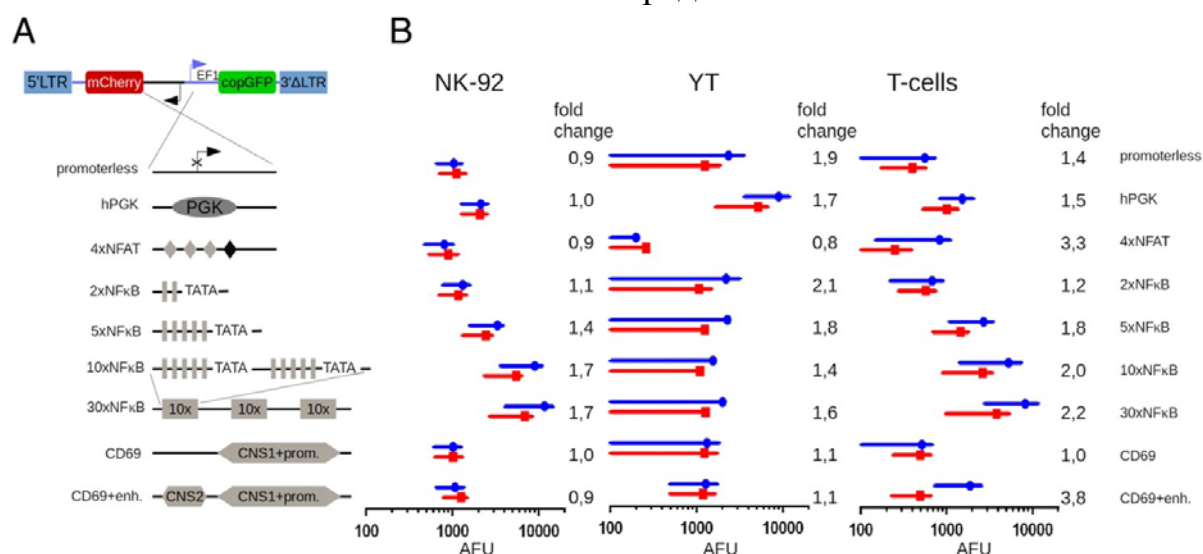 A
B
5'LTR
mCherry
EF1
copGFP
3'ΔLTR
NK-92
YT
T-cells
fold change
fold change
fold change
promoterless
0,9
1,9
1,4
promoterless
hPGK
PGK
1,0
1,7
1,5
hPGK
4xNFAT
0,9
0,8
3,3
4xNFAT
2xNFκB
TATA
1,1
2,1
1,2
2xNFκB
5xNFκB
TATA
1,4
1,8
1,8
5xNFκB
10xNFκB
TATA
TATA
1,7
1,4
2,0
10xNFκB
30xNFκB
10x
10x
10x
1,7
1,6
2,2
30xNFκB
CD69
CNS1+prom.
1,0
1,1
1,0
CD69
CD69+enh.
CNS2
CNS1+prom.
0,9
1,1
3,8
CD69+enh.
100
1000
10000
100
1000
10000
100
1000
10000
AFU
AFU
AFU